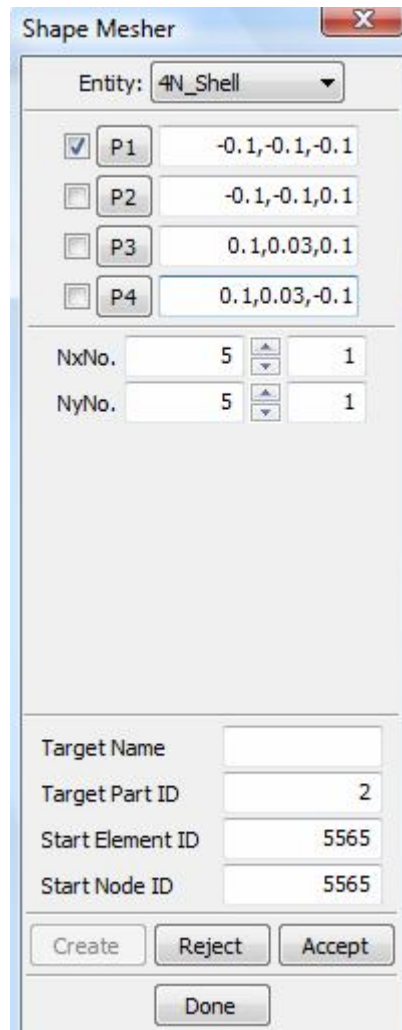 Shape Mesher
Entity: 4N_Shell
P1 -0.1,-0.1,-0.1
P2 -0.1,-0.1,0.1
P3 0.1,0.03,0.1
P4 0.1,0.03,-0.1
NxNo. 5 1
NyNo. 5 1
Target Name
Target Part ID 2
Start Element ID 5565
Start Node ID 5565
Create Reject Accept
Done